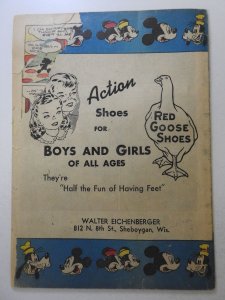 Action
Shoes
FOR
BOYS AND GIRLS
OF ALL AGES
RED
GOOSE
SHOES
They're
"Half the Fun of Having Feet"
WALTER EICHENBERGER
812 N. 8th St., Sheboygan, Wis.